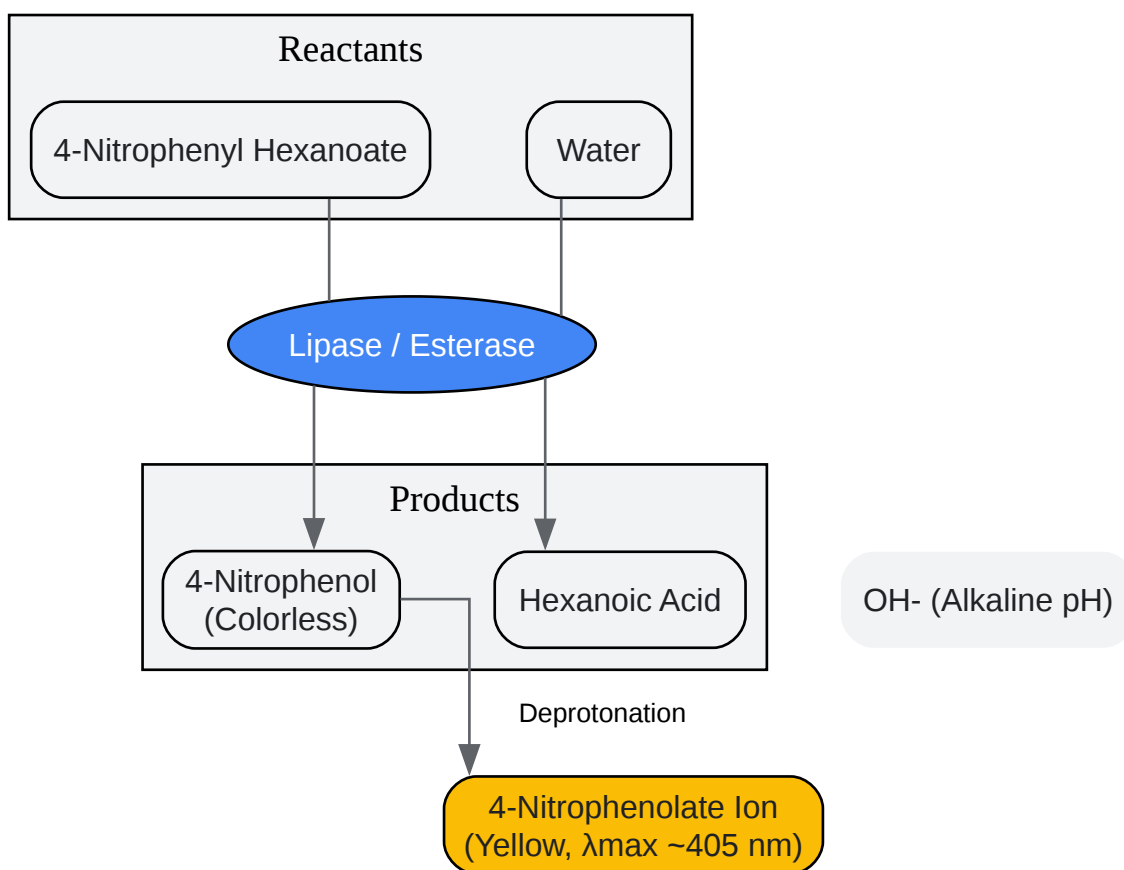 Reactants
4-Nitrophenyl Hexanoate
Water
Lipase / Esterase
Products
4-Nitrophenol
(Colorless)
Hexanoic Acid
OH- (Alkaline pH)
Deprotonation
4-Nitrophenolate Ion
(Yellow, λmax ~405 nm)